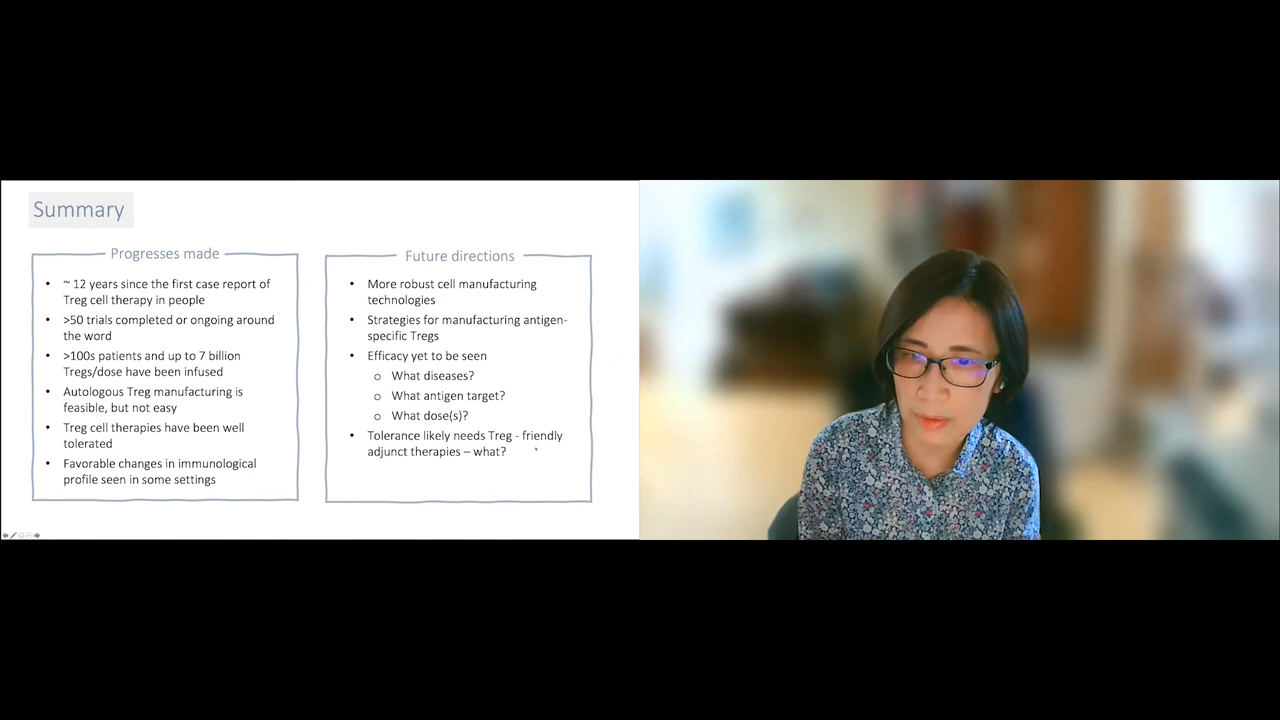 Summary
Progresses made
• ~ 12 years since the first case report of
Treg cell therapy in people
• >50 trials completed or ongoing around
the word
• >100s patients and up to 7 billion
Tregs/dose have been infused
• Autologous Treg manufacturing is
feasible, but not easy
• Treg cell therapies have been well
tolerated
• Favorable changes in immunological
profile seen in some settings
Future directions
• More robust cell manufacturing
technologies
• Strategies for manufacturing antigen-
specific Tregs
• Efficacy yet to be seen
o What diseases?
o What antigen target?
o What dose(s)?
• Tolerance likely needs Treg - friendly
adjunct therapies – what?